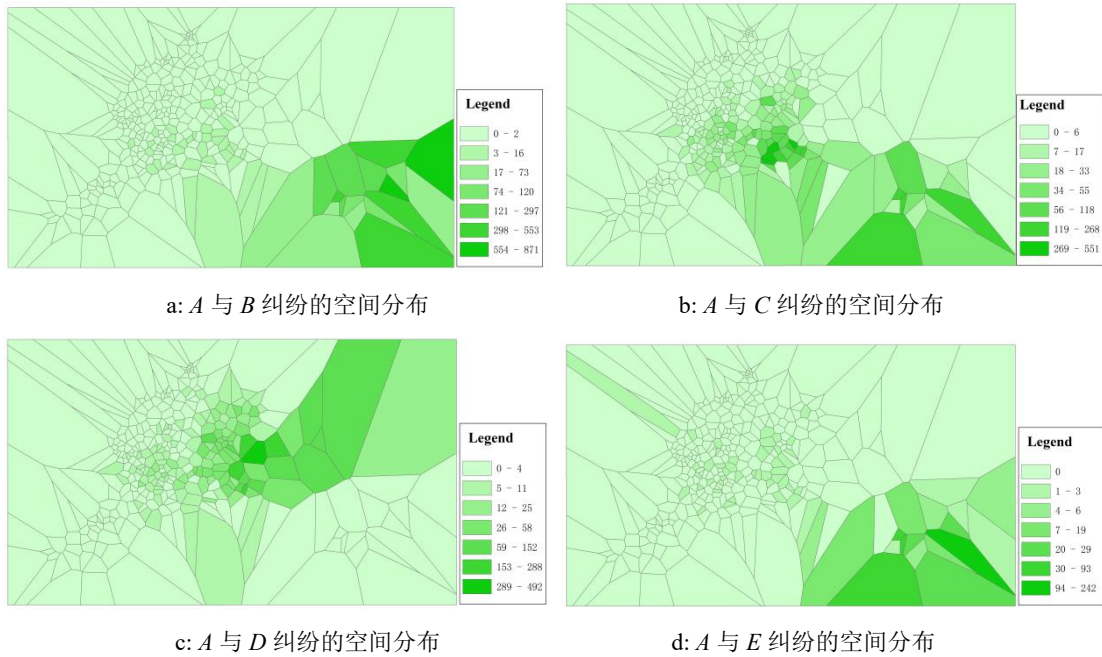 Legend
0 - 2
3 - 16
17 - 73
74 - 120
121 - 297
298 - 553
554 - 871
a: A 与 B 纠纷的空间分布
Legend
0 - 6
7 - 17
18 - 33
34 - 55
56 - 118
119 - 268
269 - 551
b: A 与 C 纠纷的空间分布
Legend
0 - 4
5 - 11
12 - 25
26 - 58
59 - 152
153 - 288
289 - 492
c: A 与 D 纠纷的空间分布
Legend
0
1 - 3
4 - 6
7 - 19
20 - 29
30 - 93
94 - 242
d: A 与 E 纠纷的空间分布